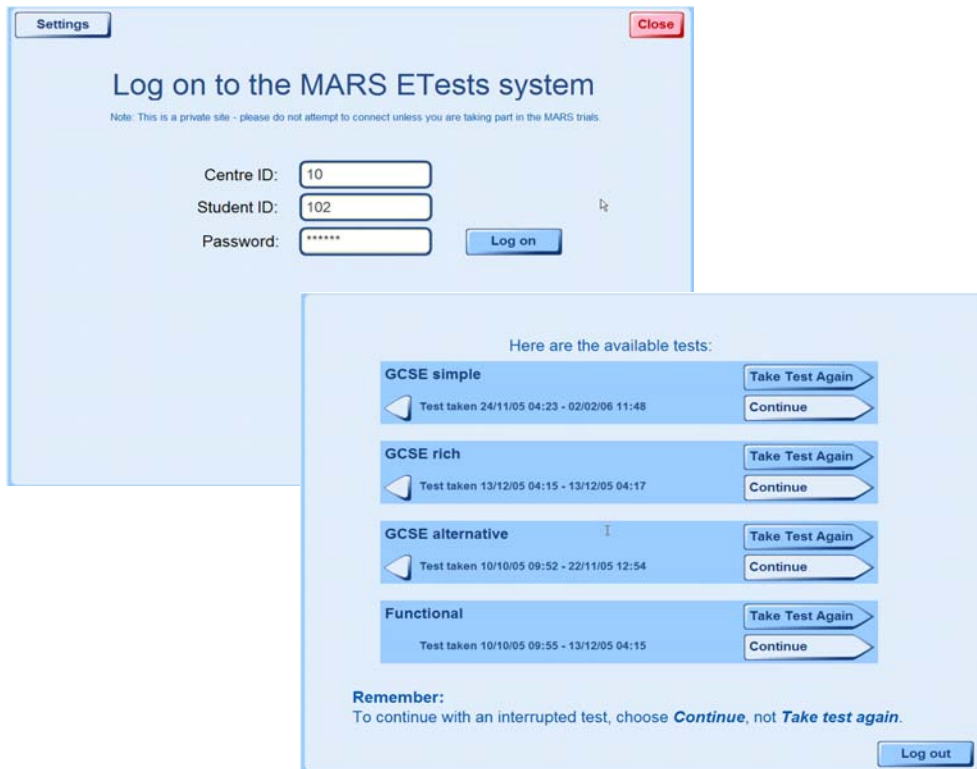 Settings
Close
Log on to the MARS ETests system
Note: This is a private site - please do not attempt to connect unless you are taking part in the MARS trials.
Centre ID: 10
Student ID: 102
Password: ******
Log on
Here are the available tests:
GCSE simple
Take Test Again
Test taken 24/11/05 04:23 - 02/02/06 11:48
Continue
GCSE rich
Take Test Again
Test taken 13/12/05 04:15 - 13/12/05 04:17
Continue
GCSE alternative
Take Test Again
Test taken 10/10/05 09:52 - 22/11/05 12:54
Continue
Functional
Take Test Again
Test taken 10/10/05 09:55 - 13/12/05 04:15
Continue
Remember:
To continue with an interrupted test, choose Continue, not Take test again.
Log out